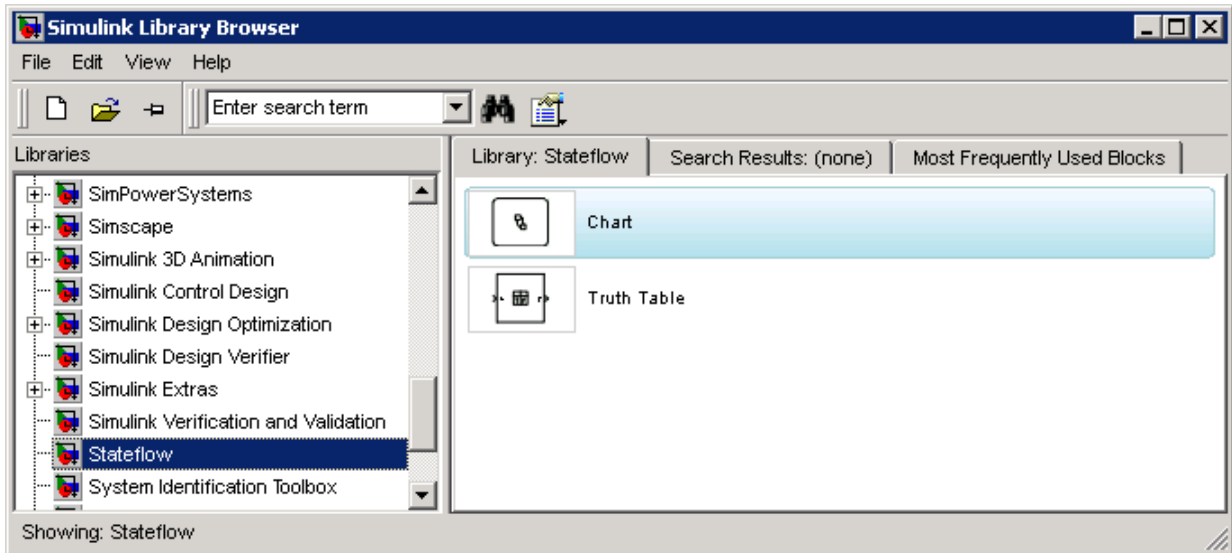 Simulink Library Browser
File Edit View Help
Enter search term
Libraries
SimPowerSystems
Simscape
Simulink 3D Animation
Simulink Control Design
Simulink Design Optimization
Simulink Design Verifier
Simulink Extras
Simulink Verification and Validation
Stateflow
System Identification Toolbox
Library: Stateflow
Search Results: (none)
Most Frequently Used Blocks
Chart
Truth Table
Showing: Stateflow